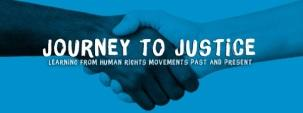 JOURNEY TO JUSTICE
LEARNING FROM HUMAN RIGHTS MOVEMENTS PAST AND PRESENT